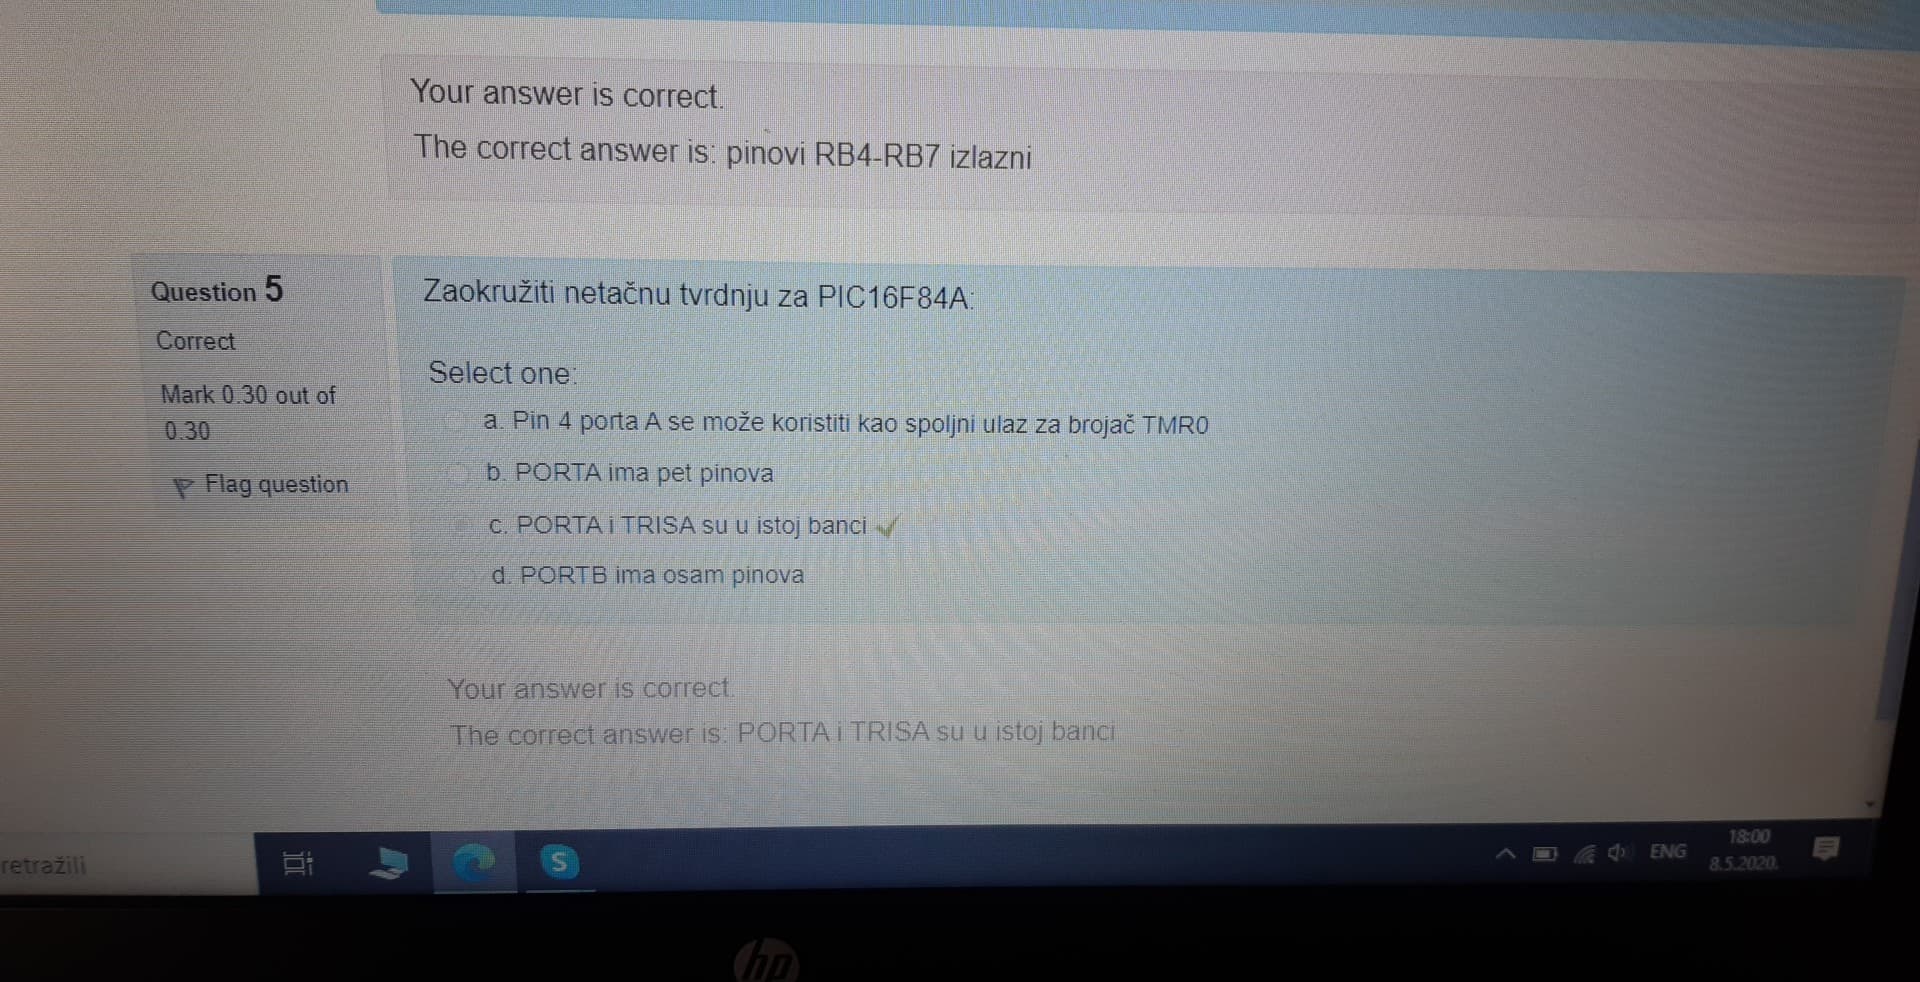 Your answer is correct.
The correct answer is: pinovi RB4-RB7 izlazni
Question 5
Correct
Mark 0.30 out of
0.30
Flag question
Zaokružiti netačnu tvrdnju za PIC16F84A:
Select one:
a. Pin 4 porta A se može koristiti kao spoljni ulaz za brojač TMR0
b. PORTA ima pet pinova
c. PORTA i TRISA su u istoj banci
d. PORTB ima osam pinova
Your answer is correct.
The correct answer is: PORTA i TRISA su u istoj banci
retražili
S
ENG
18:00
8.5.2020.
hp